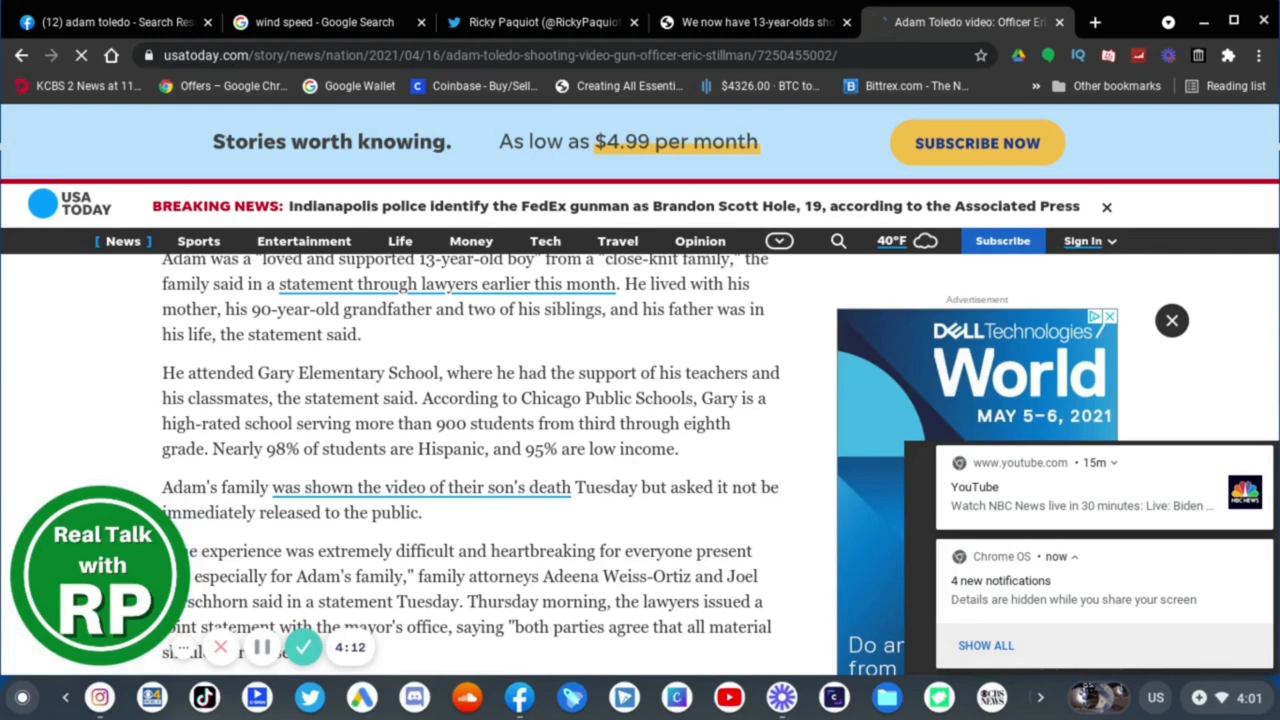 (12) adam toledo - Search Res
wind speed - Google Search
Ricky Paquiot (@RickyPaquiot
We now have 13-year-olds sho
Adam Toledo video: Officer Eri
usatoday.com/story/news/nation/2021/04/16/adam-toledo-shooting-video-gun-officer-eric-stillman/7250455002/
KCBS 2 News at 11...
Offers – Google Chr...
Google Wallet
Coinbase - Buy/Sell...
Creating All Essenti...
$4326.00 · BTC to...
Bittrex.com - The N...
Other bookmarks
Reading list
Stories worth knowing.
As low as $4.99 per month
SUBSCRIBE NOW
USA
TODAY
BREAKING NEWS: Indianapolis police identify the FedEx gunman as Brandon Scott Hole, 19, according to the Associated Press
[ News ] Sports Entertainment Life Money Tech Travel Opinion 40°F Subscribe Sign In
Adam was a "loved and supported 13-year-old boy" from a "close-knit family," the
family said in a statement through lawyers earlier this month. He lived with his
mother, his 90-year-old grandfather and two of his siblings, and his father was in
his life, the statement said.
He attended Gary Elementary School, where he had the support of his teachers and
his classmates, the statement said. According to Chicago Public Schools, Gary is a
high-rated school serving more than 900 students from third through eighth
grade. Nearly 98% of students are Hispanic, and 95% are low income.
Adam's family was shown the video of their son's death Tuesday but asked it not be
immediately released to the public.
experience was extremely difficult and heartbreaking for everyone present
especially for Adam's family," family attorneys Adeena Weiss-Ortiz and Joel
said in a statement Tuesday. Thursday morning, the lawyers issued a
statement with the mayor's office, saying "both parties agree that all material
Advertisement
DELL Technologies
World
MAY 5–6, 2021
Do an
from
www.youtube.com · 15m
YouTube
Watch NBC News live in 30 minutes: Live: Biden ...
NBC NEWS
Chrome OS · now
4 new notifications
Details are hidden while you share your screen
SHOW ALL
Real Talk
with
RP
4:12
CBS
NEWS
US
4:01